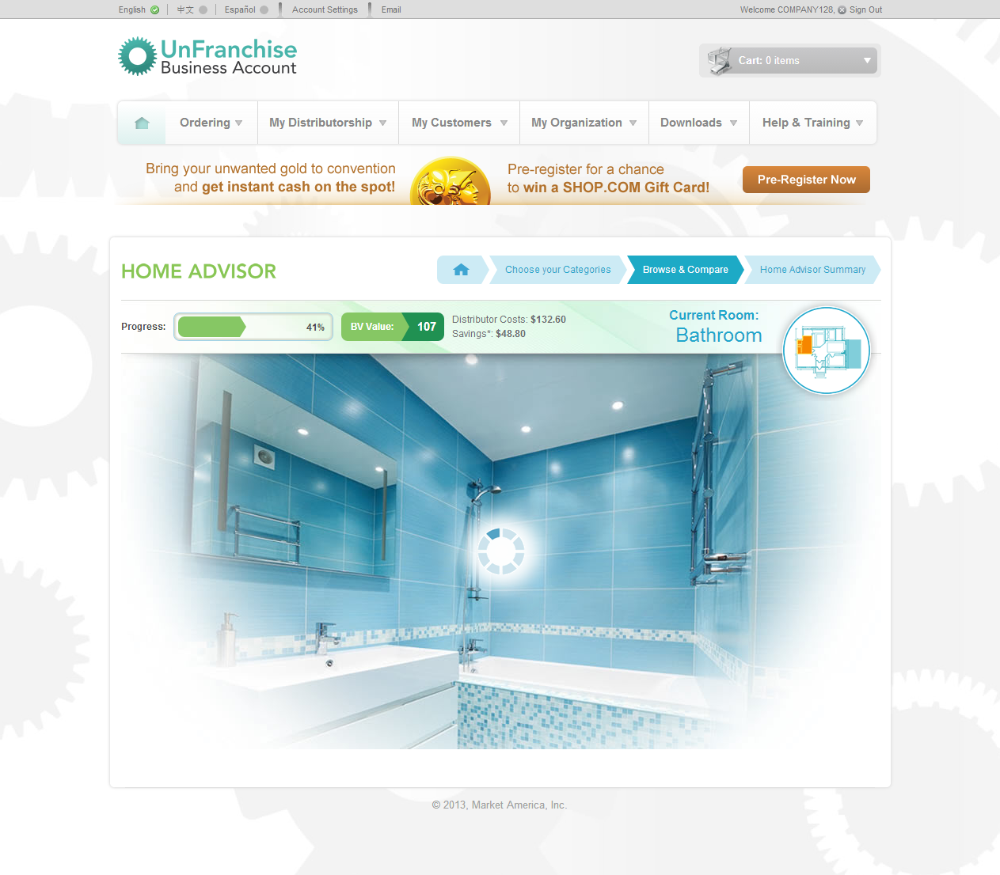 English 中文 Español Account Settings Email Welcome COMPANY128, Sign Out
UnFranchise
Business Account
Cart: 0 items
Ordering My Distributorship My Customers My Organization Downloads Help & Training
Bring your unwanted gold to convention
and get instant cash on the spot!
Pre-register for a chance
to win a SHOP.COM Gift Card!
Pre-Register Now
HOME ADVISOR
Choose your Categories Browse & Compare Home Advisor Summary
Progress: 41% BV Value: 107
Distributor Costs: $132.60
Savings*: $48.80
Current Room:
Bathroom
© 2013, Market America, Inc.